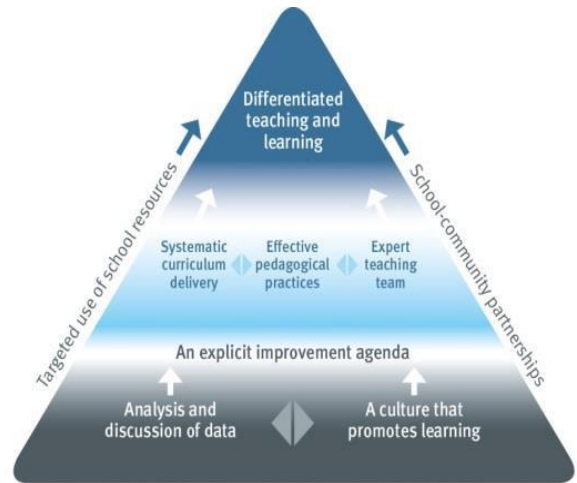 Differentiated
teaching and
learning
Targeted use of school resources
School-community partnerships
Systematic
curriculum
delivery
Effective
pedagogical
practices
Expert
teaching
team
An explicit improvement agenda
Analysis and
discussion of data
A culture that
promotes learning